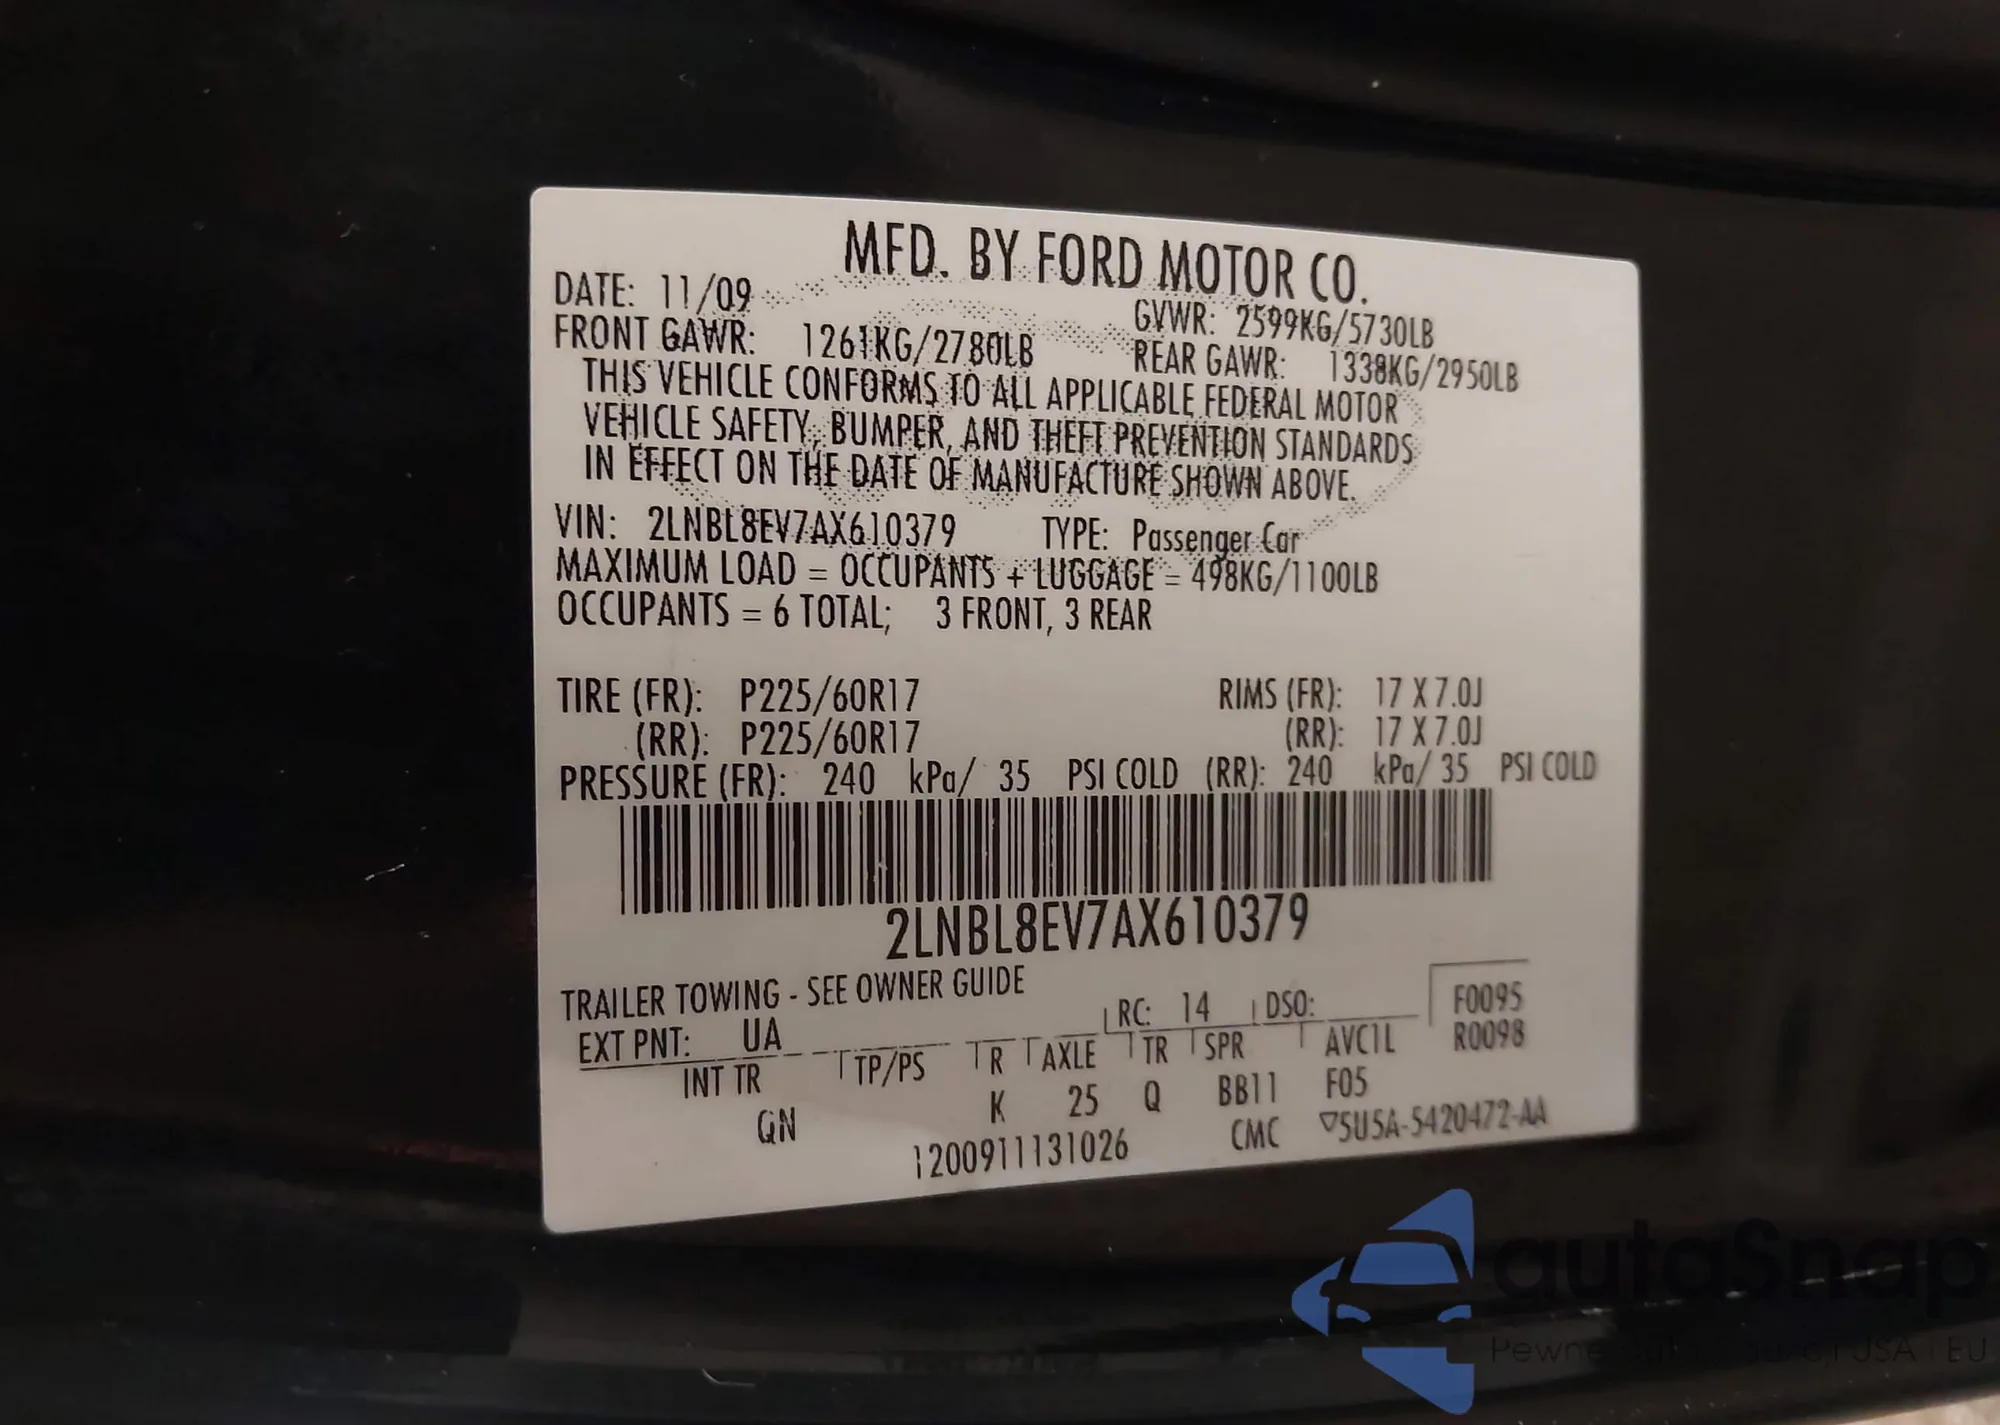 MFD. BY FORD MOTOR CO.
DATE: 11/09
GVWR: 2599KG/5730LB
FRONT GAWR: 1261KG/2780LB
REAR GAWR: 1338KG/2950LB
THIS VEHICLE CONFORMS TO ALL APPLICABLE FEDERAL MOTOR
VEHICLE SAFETY, BUMPER, AND THEFT PREVENTION STANDARDS
IN EFFECT ON THE DATE OF MANUFACTURE SHOWN ABOVE.
VIN: 2LNBL8EV7AX610379 TYPE: Passenger Car
MAXIMUM LOAD = OCCUPANTS + LUGGAGE = 498KG/1100LB
OCCUPANTS = 6 TOTAL; 3 FRONT, 3 REAR
TIRE (FR): P225/60R17 RIMS (FR): 17 X 7.0J
(RR): P225/60R17 (RR): 17 X 7.0J
PRESSURE (FR): 240 kPa/ 35 PSI COLD (RR): 240 kPa/ 35 PSI COLD
2LNBL8EV7AX610379
TRAILER TOWING - SEE OWNER GUIDE
EXT PNT: UA RC: 14 DSO: F0095
INT TR TP/PS R AXLE TR SPR AVC1L R0098
QN K 25 Q BB11 F05
1200911131026 CMC ▽5U5A-5420472-AA
autoSnap
USA EU